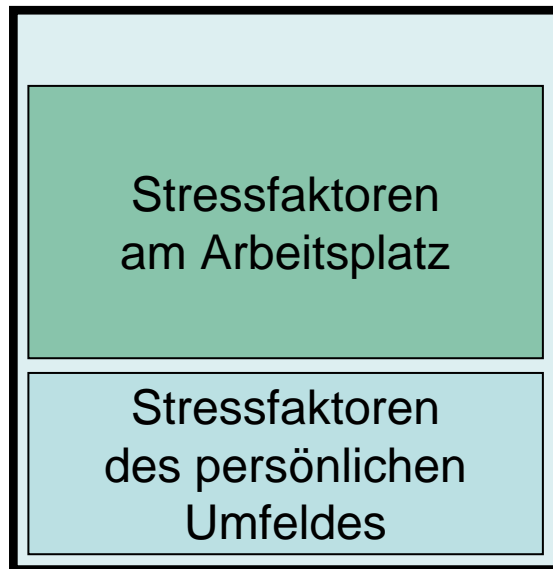 Stressfaktoren
am Arbeitsplatz
Stressfaktoren
des persönlichen
Umfeldes